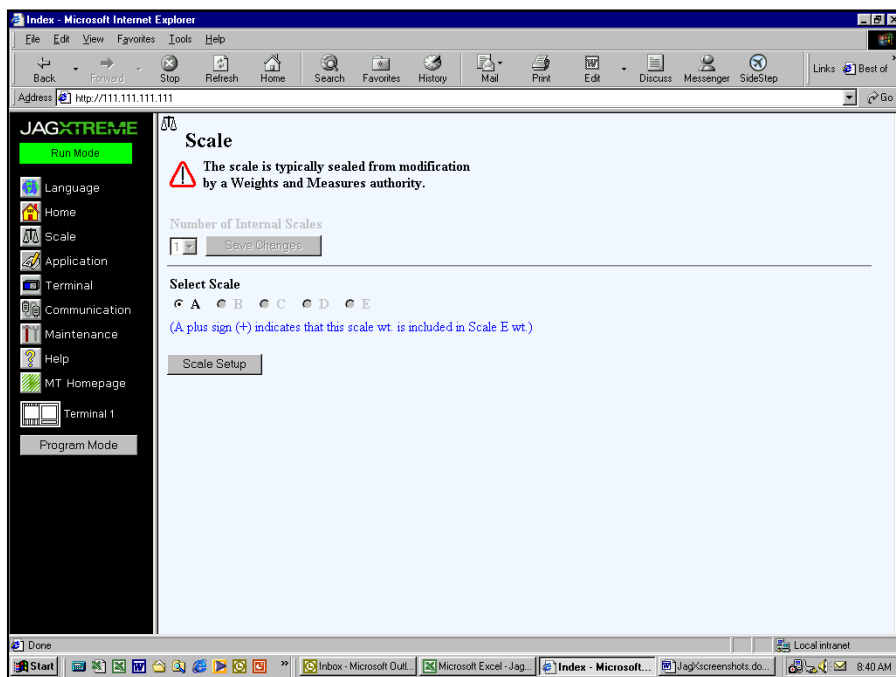 Index - Microsoft Internet Explorer
File Edit View Favorites Tools Help
Back Forward Stop Refresh Home Search Favorites History Mail Print Edit Discuss Messenger SideStep Links Best of
Address http://111.111.111.111 Go
JAGXTREME
Run Mode
Language
Home
Scale
Application
Terminal
Communication
Maintenance
Help
MT Homepage
Terminal 1
Program Mode
Scale
The scale is typically sealed from modification
by a Weights and Measures authority.
Number of Internal Scales
1 Save Changes
Select Scale
A B C D E
(A plus sign (+) indicates that this scale wt. is included in Scale E wt.)
Scale Setup
Done Local intranet
Start Inbox - Microsoft Outl... Microsoft Excel - Jag... Index - Microsoft... JagXscreenshots.do... 8:40 AM